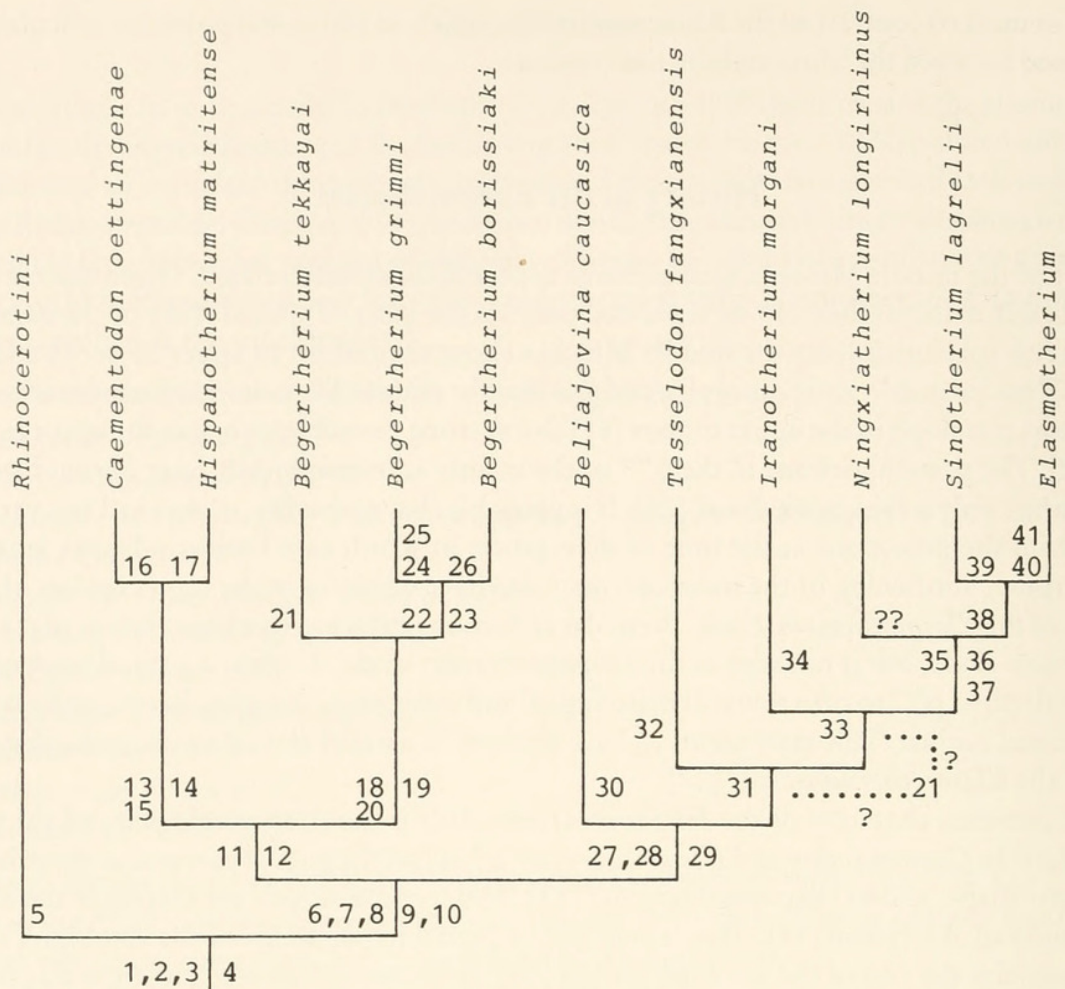 Rhinocerotini
Caementodon oettingenae
Hispanotherium matritense
Begertherium tekkayai
Begertherium grimmi
Begertherium borissiaki
Beliajevina caucasica
Tesselodon fangxianensis
Iranotherium morgani
Ningxiatherium longirhinus
Sinotherium lagrelii
Elasmotherium
25 41
16 17 24 26 39 40
21 22 23 ?? 38
34 35 36
37
32 33
?
13 14 18 19 30 31 21
15 20 ?
11 12 27,28 29
5 6,7,8 9,10
1,2,3 4